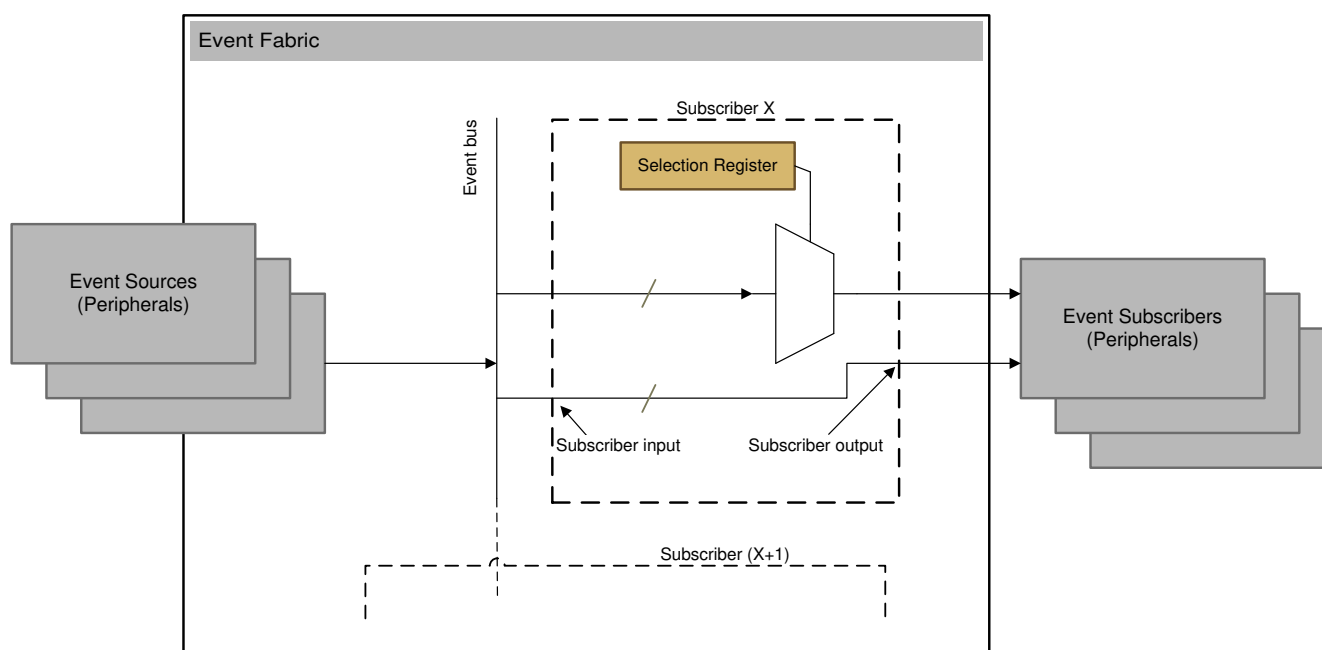 Event Fabric
Subscriber X
Event bus
Selection Register
Event Sources
(Peripherals)
Event Subscribers
(Peripherals)
Subscriber input
Subscriber output
Subscriber (X+1)